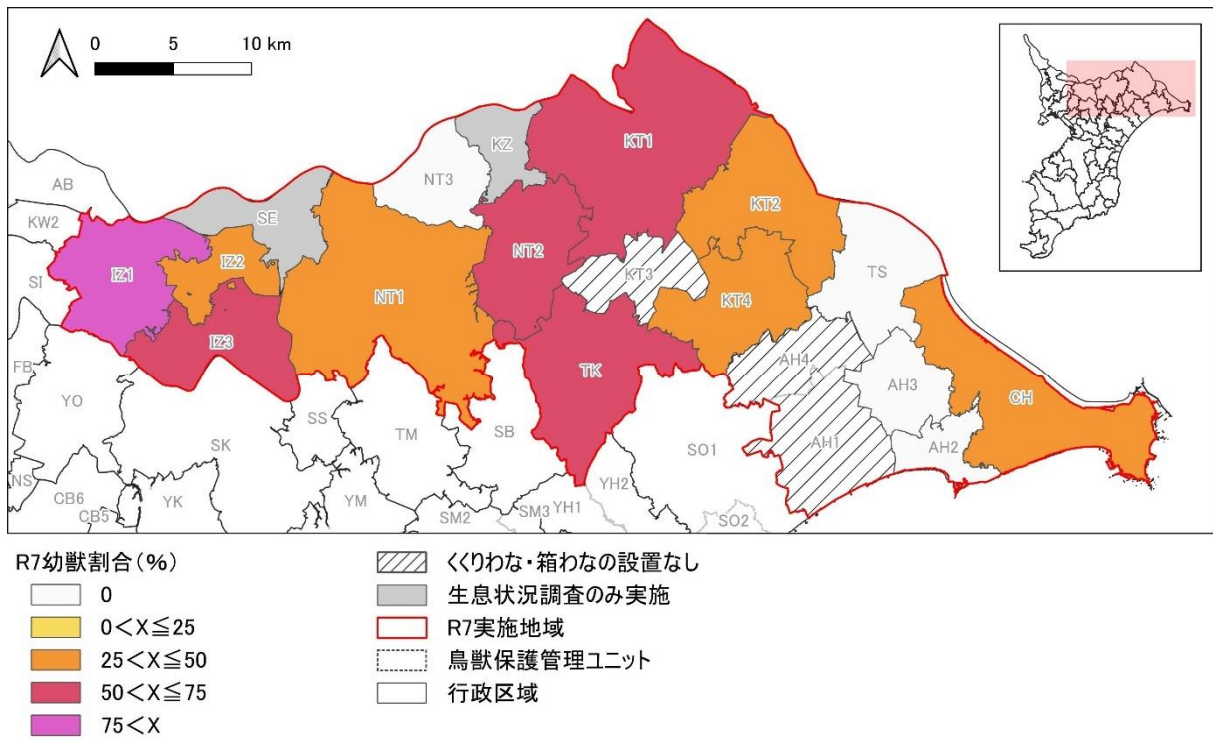 0 5 10 km
AB
KW2
SI
FB
YO
NS
CB6
CB5
YK
SK
SS
YM
TM
SM2
SB
SM3
YH1
YH2
SO1
SO2
IZ1
IZ2
IZ3
SE
NT1
NT3
KZ
NT2
KT1
KT2
KT3
KT4
TK
TS
AH4
AH3
AH1
AH2
CH
R7幼獣割合(%)
0
0<X≦25
25<X≦50
50<X≦75
75<X
くくりわな・箱わなの設置なし
生息状況調査のみ実施
R7実施地域
鳥獣保護管理ユニット
行政区域